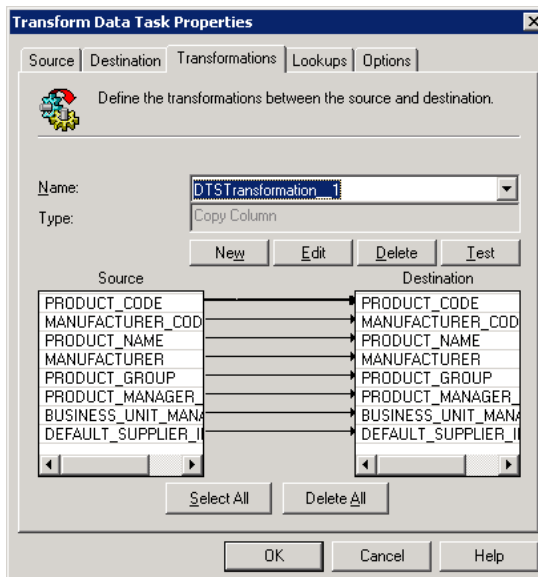 Transform Data Task Properties
Source Destination Transformations Lookups Options
Define the transformations between the source and destination.
Name: DTSTransformation__1
Type: Copy Column
New Edit Delete Test
Source Destination
PRODUCT_CODE PRODUCT_CODE
MANUFACTURER_COD MANUFACTURER_COD
PRODUCT_NAME PRODUCT_NAME
MANUFACTURER MANUFACTURER
PRODUCT_GROUP PRODUCT_GROUP
PRODUCT_MANAGER_ PRODUCT_MANAGER_
BUSINESS_UNIT_MANA BUSINESS_UNIT_MANA
DEFAULT_SUPPLIER_I DEFAULT_SUPPLIER_I
Select All Delete All
OK Cancel Help